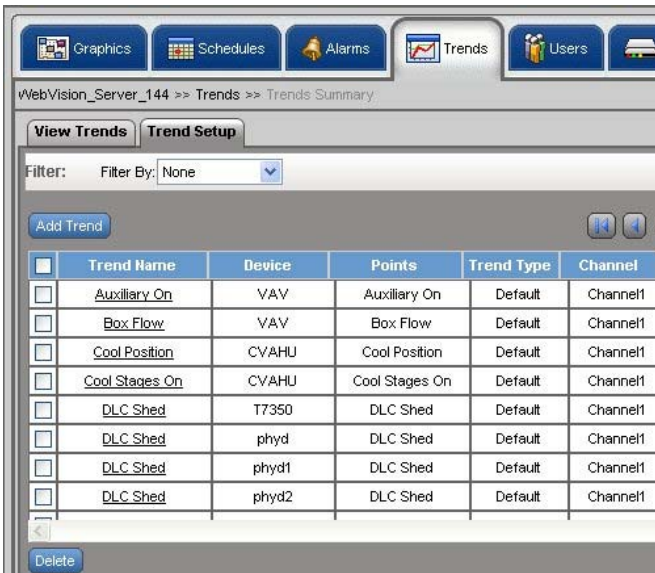 Graphics Schedules Alarms Trends Users
WebVision_Server_144 >> Trends >> Trends Summary
View Trends Trend Setup
Filter: Filter By: None
Add Trend
Trend Name Device Points Trend Type Channel
Auxiliary On VAV Auxiliary On Default Channel1
Box Flow VAV Box Flow Default Channel1
Cool Position CVAHU Cool Position Default Channel1
Cool Stages On CVAHU Cool Stages On Default Channel1
DLC Shed T7350 DLC Shed Default Channel1
DLC Shed phyd DLC Shed Default Channel1
DLC Shed phyd1 DLC Shed Default Channel1
DLC Shed phyd2 DLC Shed Default Channel1
Delete